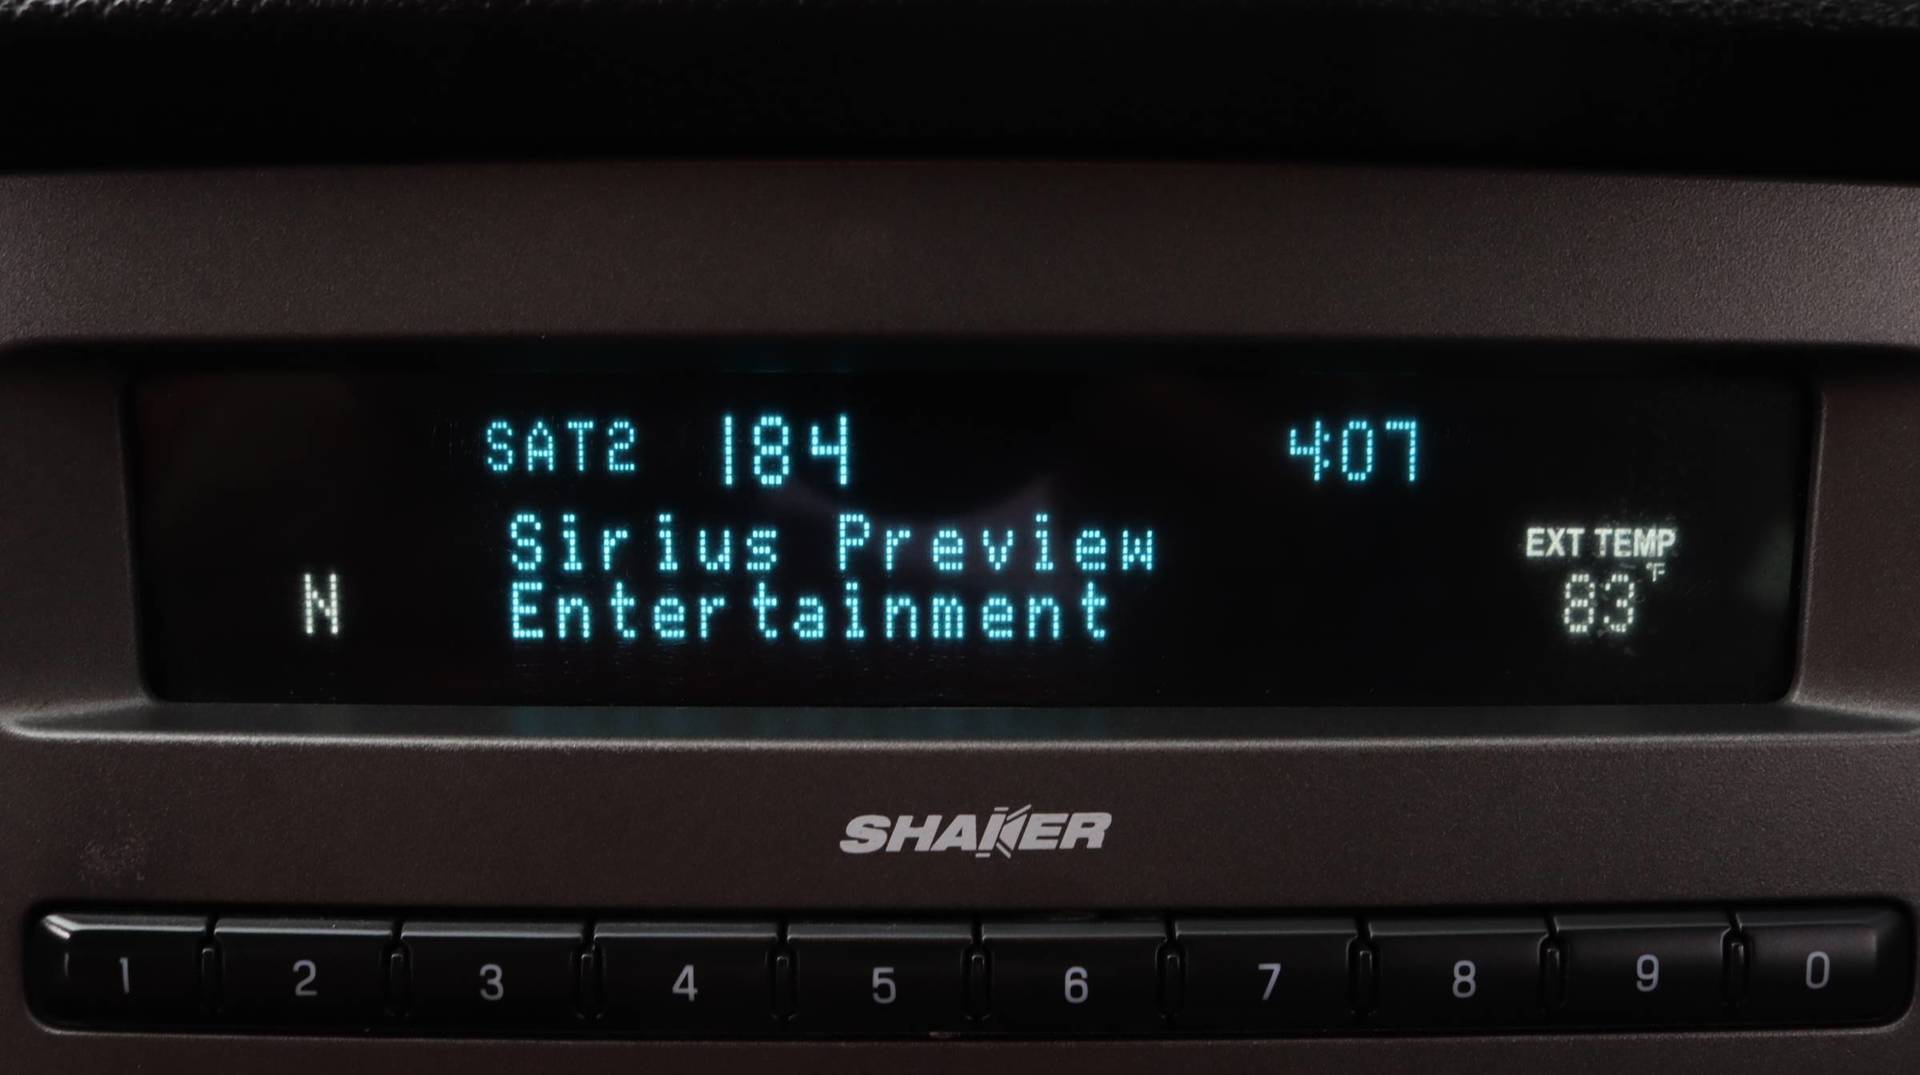 SAT2 184 4:07
Sirius Preview
EXT TEMP
°F
N Entertainment 83
SHAKER
1 2 3 4 5 6 7 8 9 0